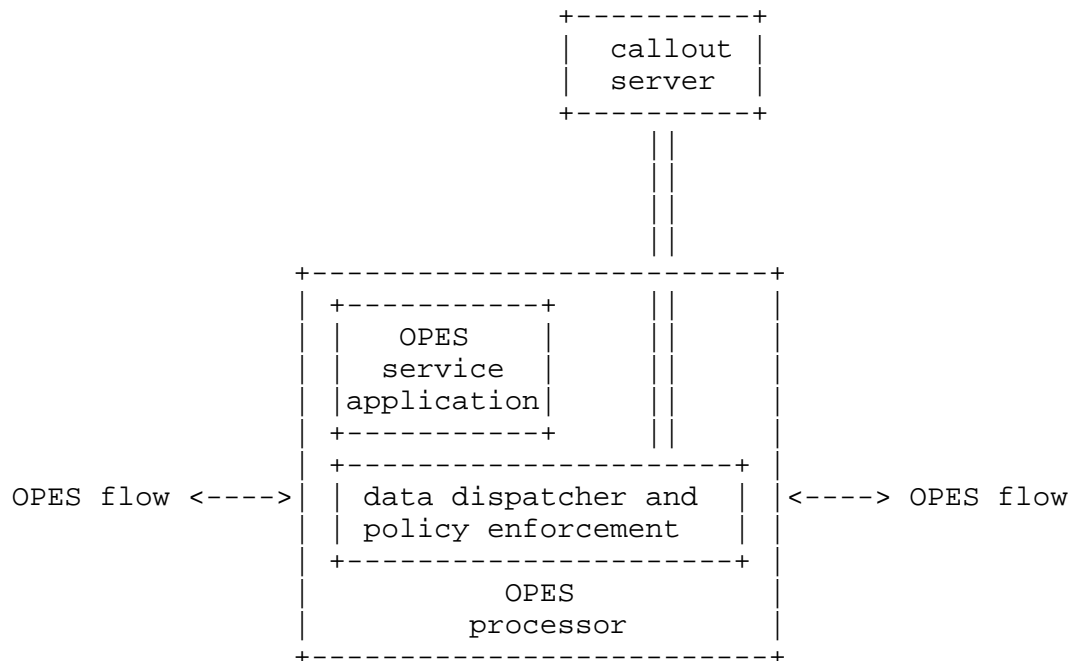 callout
server
OPES
service
application
OPES flow <----> data dispatcher and <----> OPES flow
policy enforcement
OPES
processor